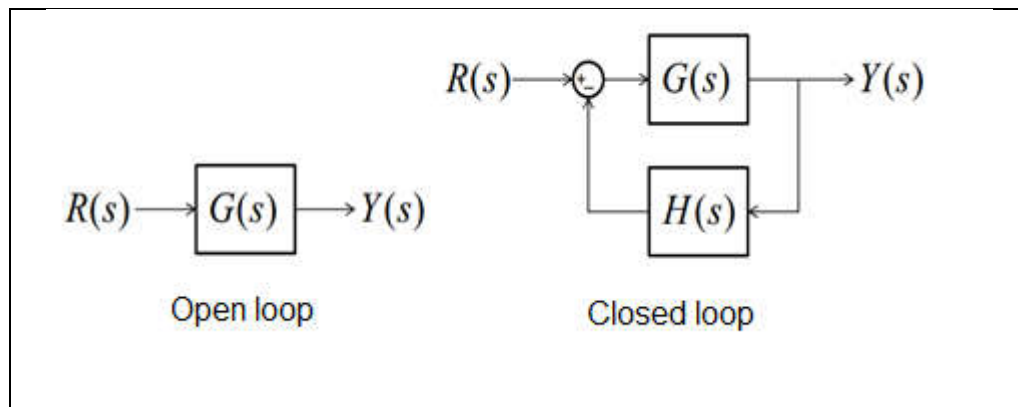 R(s) G(s) Y(s)
Open loop
R(s) + - G(s) Y(s)
H(s)
Closed loop